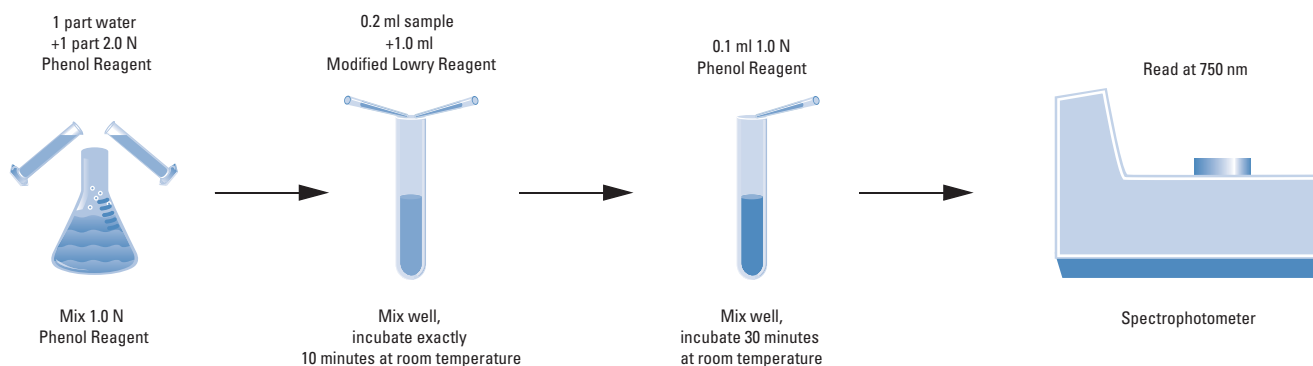 1 part water
+1 part 2.0 N
Phenol Reagent
Mix 1.0 N
Phenol Reagent
0.2 ml sample
+1.0 ml
Modified Lowry Reagent
Mix well,
incubate exactly
10 minutes at room temperature
0.1 ml 1.0 N
Phenol Reagent
Mix well,
incubate 30 minutes
at room temperature
Read at 750 nm
Spectrophotometer